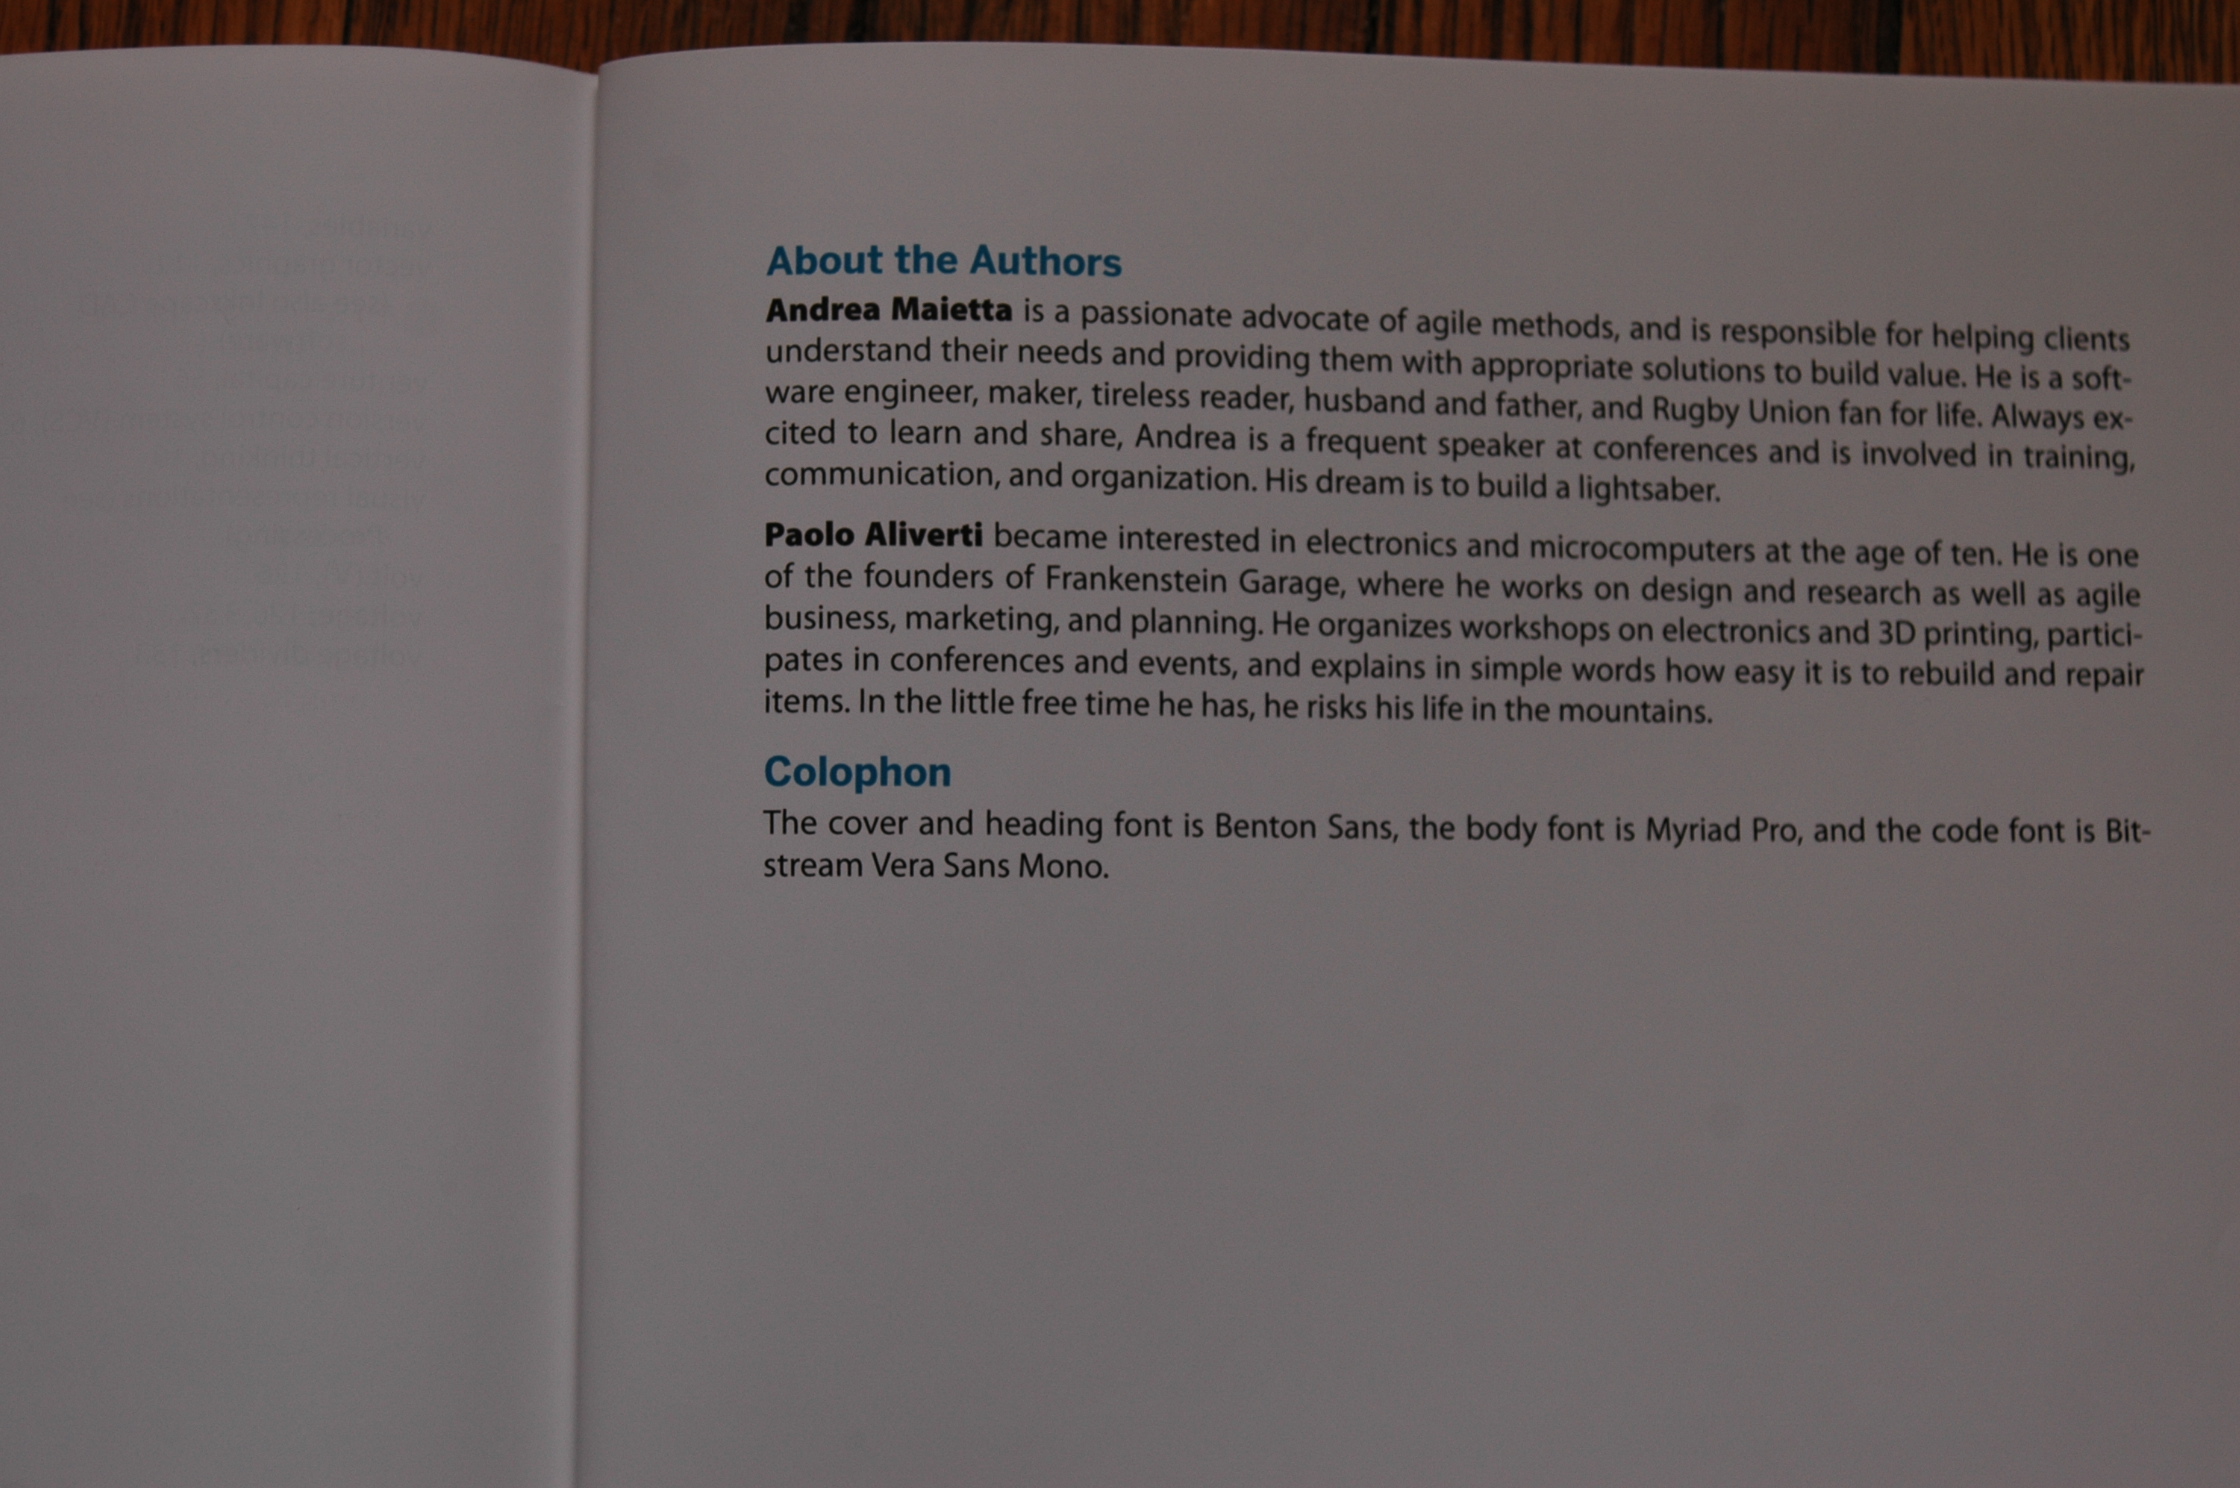 About the Authors
Andrea Maietta is a passionate advocate of agile methods, and is responsible for helping clients
understand their needs and providing them with appropriate solutions to build value. He is a soft-
ware engineer, maker, tireless reader, husband and father, and Rugby Union fan for life. Always ex-
cited to learn and share, Andrea is a frequent speaker at conferences and is involved in training,
communication, and organization. His dream is to build a lightsaber.
Paolo Aliverti became interested in electronics and microcomputers at the age of ten. He is one
of the founders of Frankenstein Garage, where he works on design and research as well as agile
business, marketing, and planning. He organizes workshops on electronics and 3D printing, partici-
pates in conferences and events, and explains in simple words how easy it is to rebuild and repair
items. In the little free time he has, he risks his life in the mountains.
Colophon
The cover and heading font is Benton Sans, the body font is Myriad Pro, and the code font is Bit-
stream Vera Sans Mono.